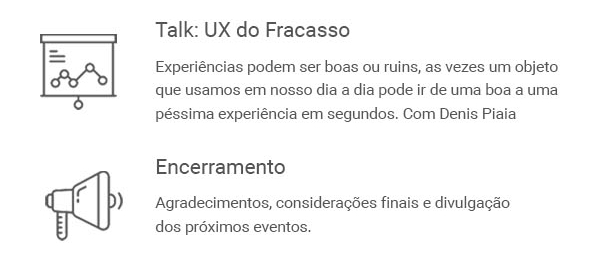 Talk: UX do Fracasso
Experiências podem ser boas ou ruins, as vezes um objeto
que usamos em nosso dia a dia pode ir de uma boa a uma
péssima experiência em segundos. Com Denis Piaia
Encerramento
Agradecimentos, considerações finais e divulgação
dos próximos eventos.